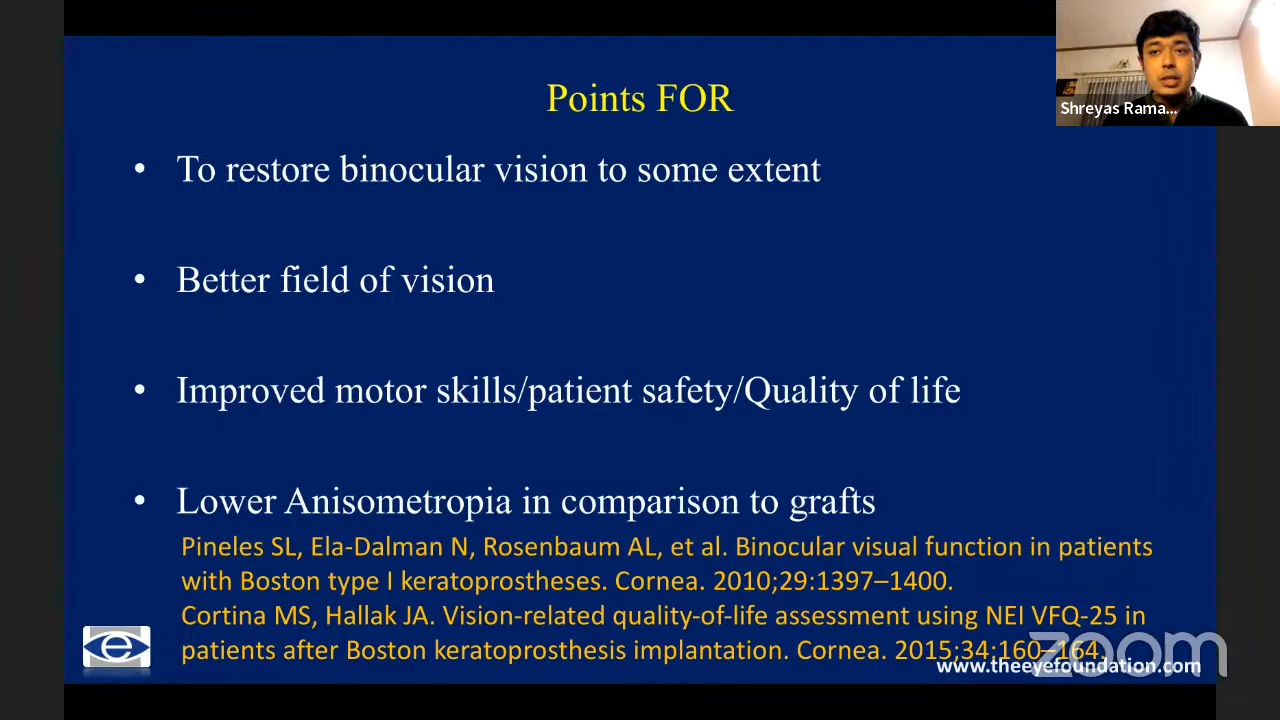 Points FOR
Shreyas Rama...
• To restore binocular vision to some extent
• Better field of vision
• Improved motor skills/patient safety/Quality of life
• Lower Anisometropia in comparison to grafts
Pineles SL, Ela-Dalman N, Rosenbaum AL, et al. Binocular visual function in patients
with Boston type I keratoprostheses. Cornea. 2010;29:1397–1400.
Cortina MS, Hallak JA. Vision-related quality-of-life assessment using NEI VFQ-25 in
patients after Boston keratoprosthesis implantation. Cornea. 2015;34:160–164.
e
www.theeyefoundation.com
zoom